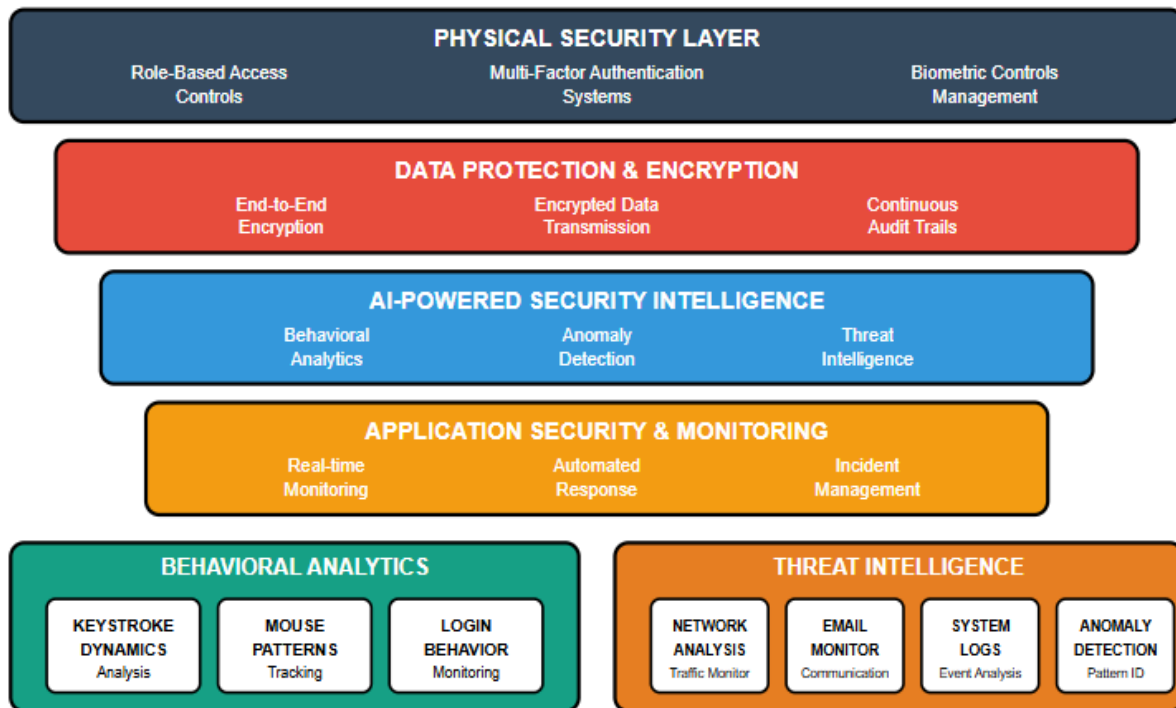 PHYSICAL SECURITY LAYER
Role-Based Access
Controls
Multi-Factor Authentication
Systems
Biometric Controls
Management
DATA PROTECTION & ENCRYPTION
End-to-End
Encryption
Encrypted Data
Transmission
Continuous
Audit Trails
AI-POWERED SECURITY INTELLIGENCE
Behavioral
Analytics
Anomaly
Detection
Threat
Intelligence
APPLICATION SECURITY & MONITORING
Real-time
Monitoring
Automated
Response
Incident
Management
BEHAVIORAL ANALYTICS
KEYSTROKE
DYNAMICS
Analysis
MOUSE
PATTERNS
Tracking
LOGIN
BEHAVIOR
Monitoring
THREAT INTELLIGENCE
NETWORK
ANALYSIS
Traffic Monitor
EMAIL
MONITOR
Communication
SYSTEM
LOGS
Event Analysis
ANOMALY
DETECTION
Pattern ID